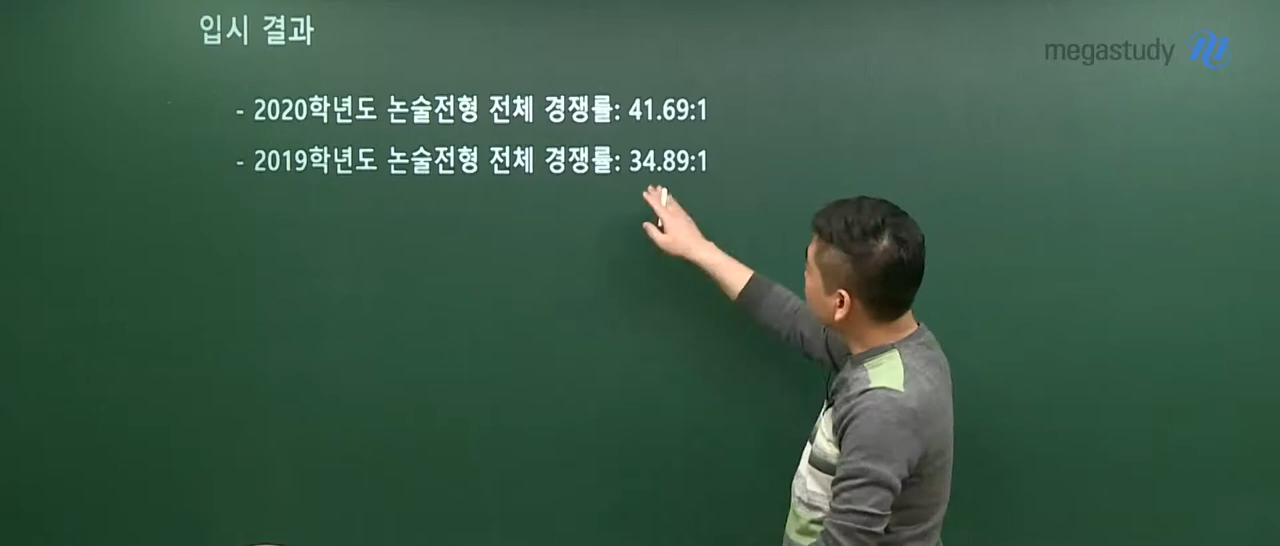 입시 결과
megastudy
- 2020학년도 논술전형 전체 경쟁률: 41.69:1
- 2019학년도 논술전형 전체 경쟁률: 34.89:1